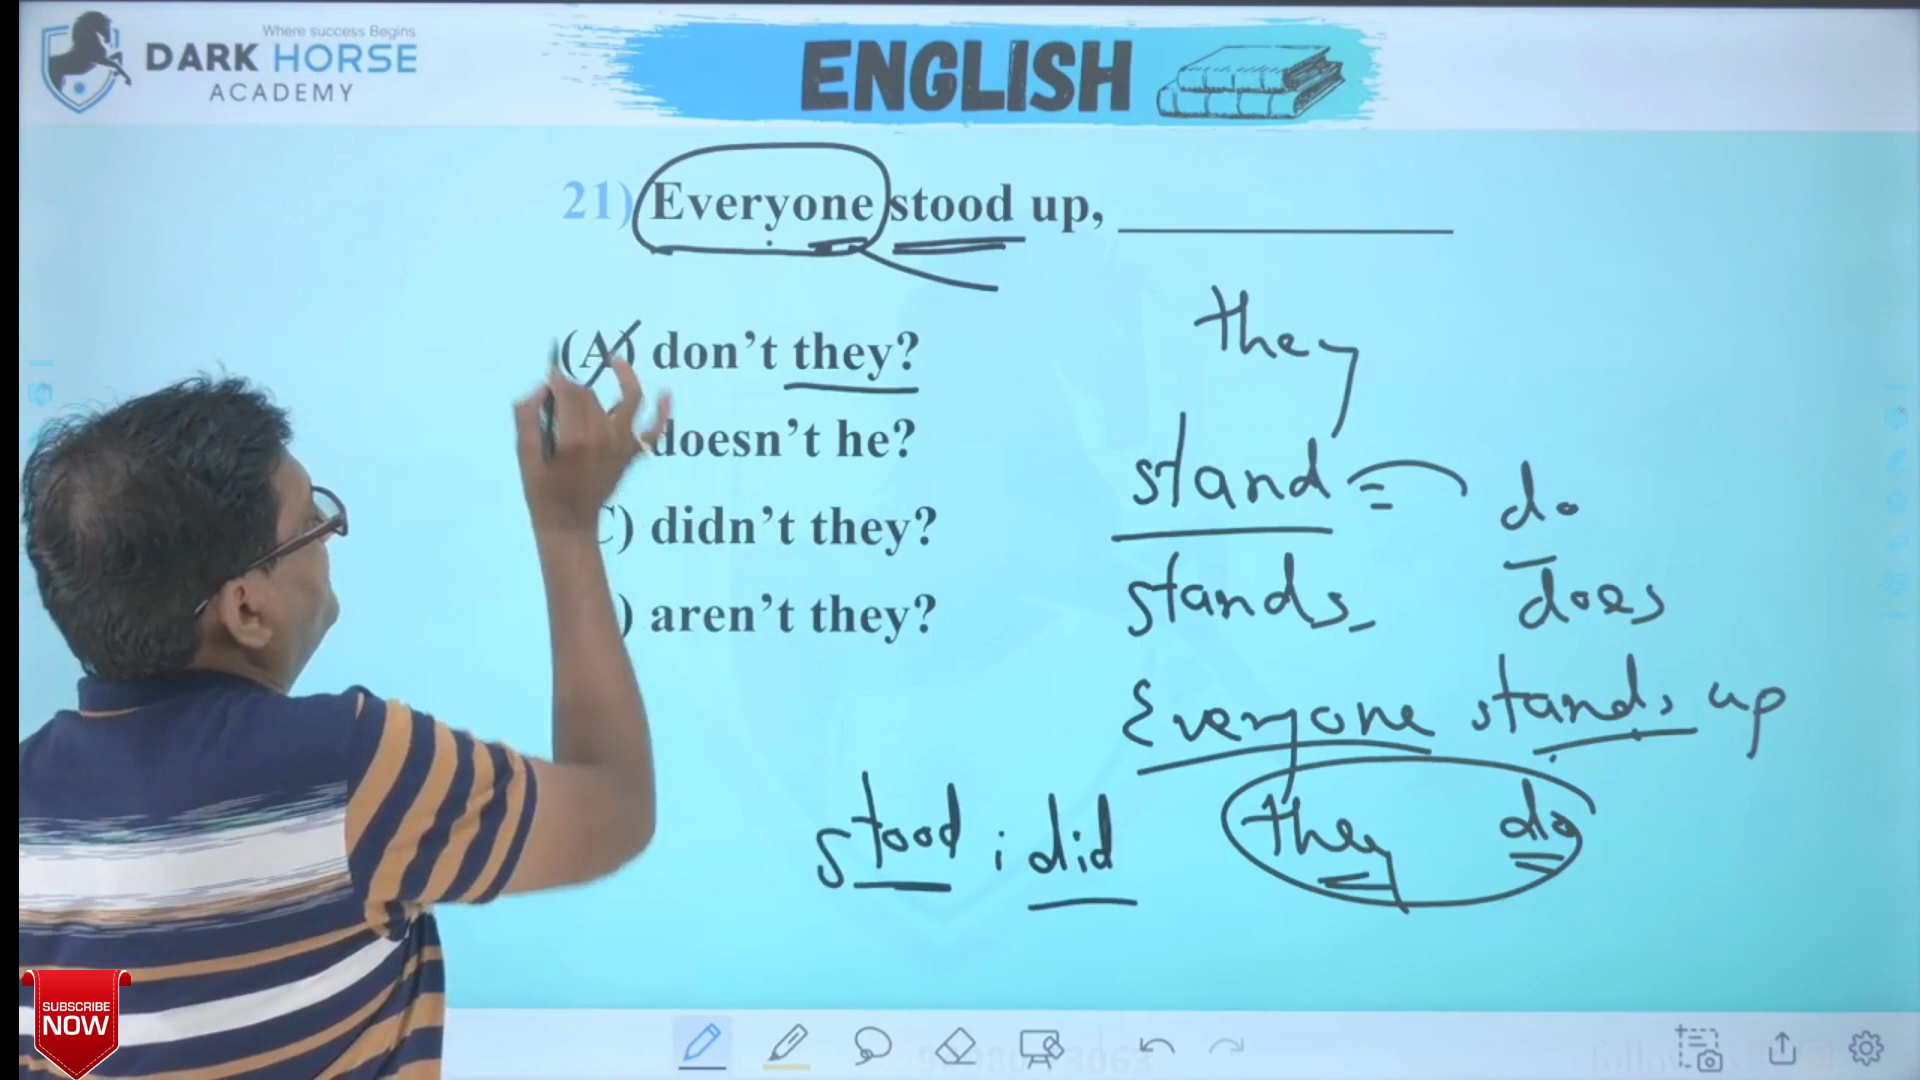 Where success Begins
DARK HORSE
ACADEMY
ENGLISH
21) Everyone stood up, __________
(A) don't they?
doesn't he?
C) didn't they?
) aren't they?
they
stand = do
stands does
Everyone stands up
they do
stood ; did
SUBSCRIBE
NOW